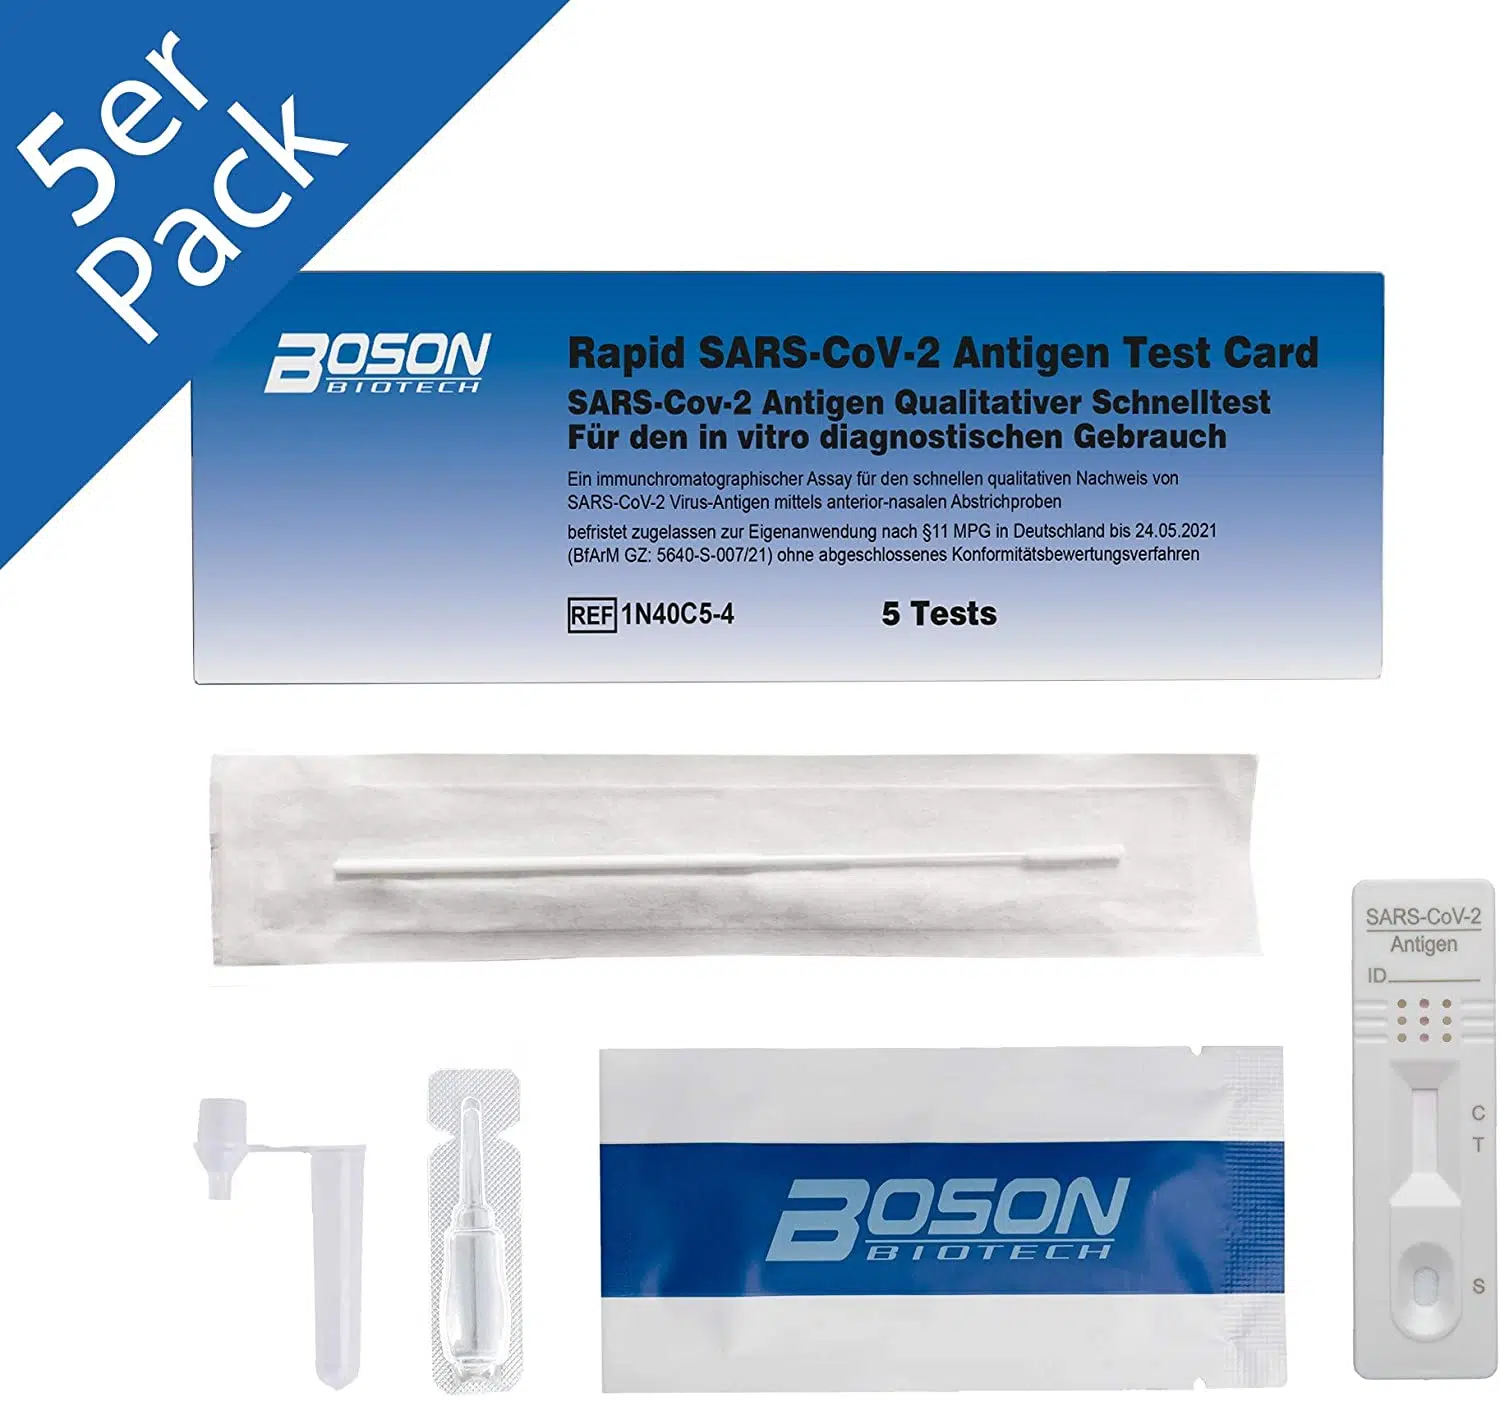 5er
Pack
BOSON
BIOTECH
Rapid SARS-CoV-2 Antigen Test Card
SARS-Cov-2 Antigen Qualitativer Schnelltest
Für den in vitro diagnostischen Gebrauch
Ein immunchromatographischer Assay für den schnellen qualitativen Nachweis von
SARS-CoV-2 Virus-Antigen mittels anterior-nasalen Abstrichproben
befristet zugelassen zur Eigenanwendung nach §11 MPG in Deutschland bis 24.05.2021
(BfArM GZ: 5640-S-007/21) ohne abgeschlossenes Konformitätsbewertungsverfahren
REF 1N40C5-4
5 Tests
SARS-CoV-2
Antigen
ID
C
T
S
BOSON
BIOTECH